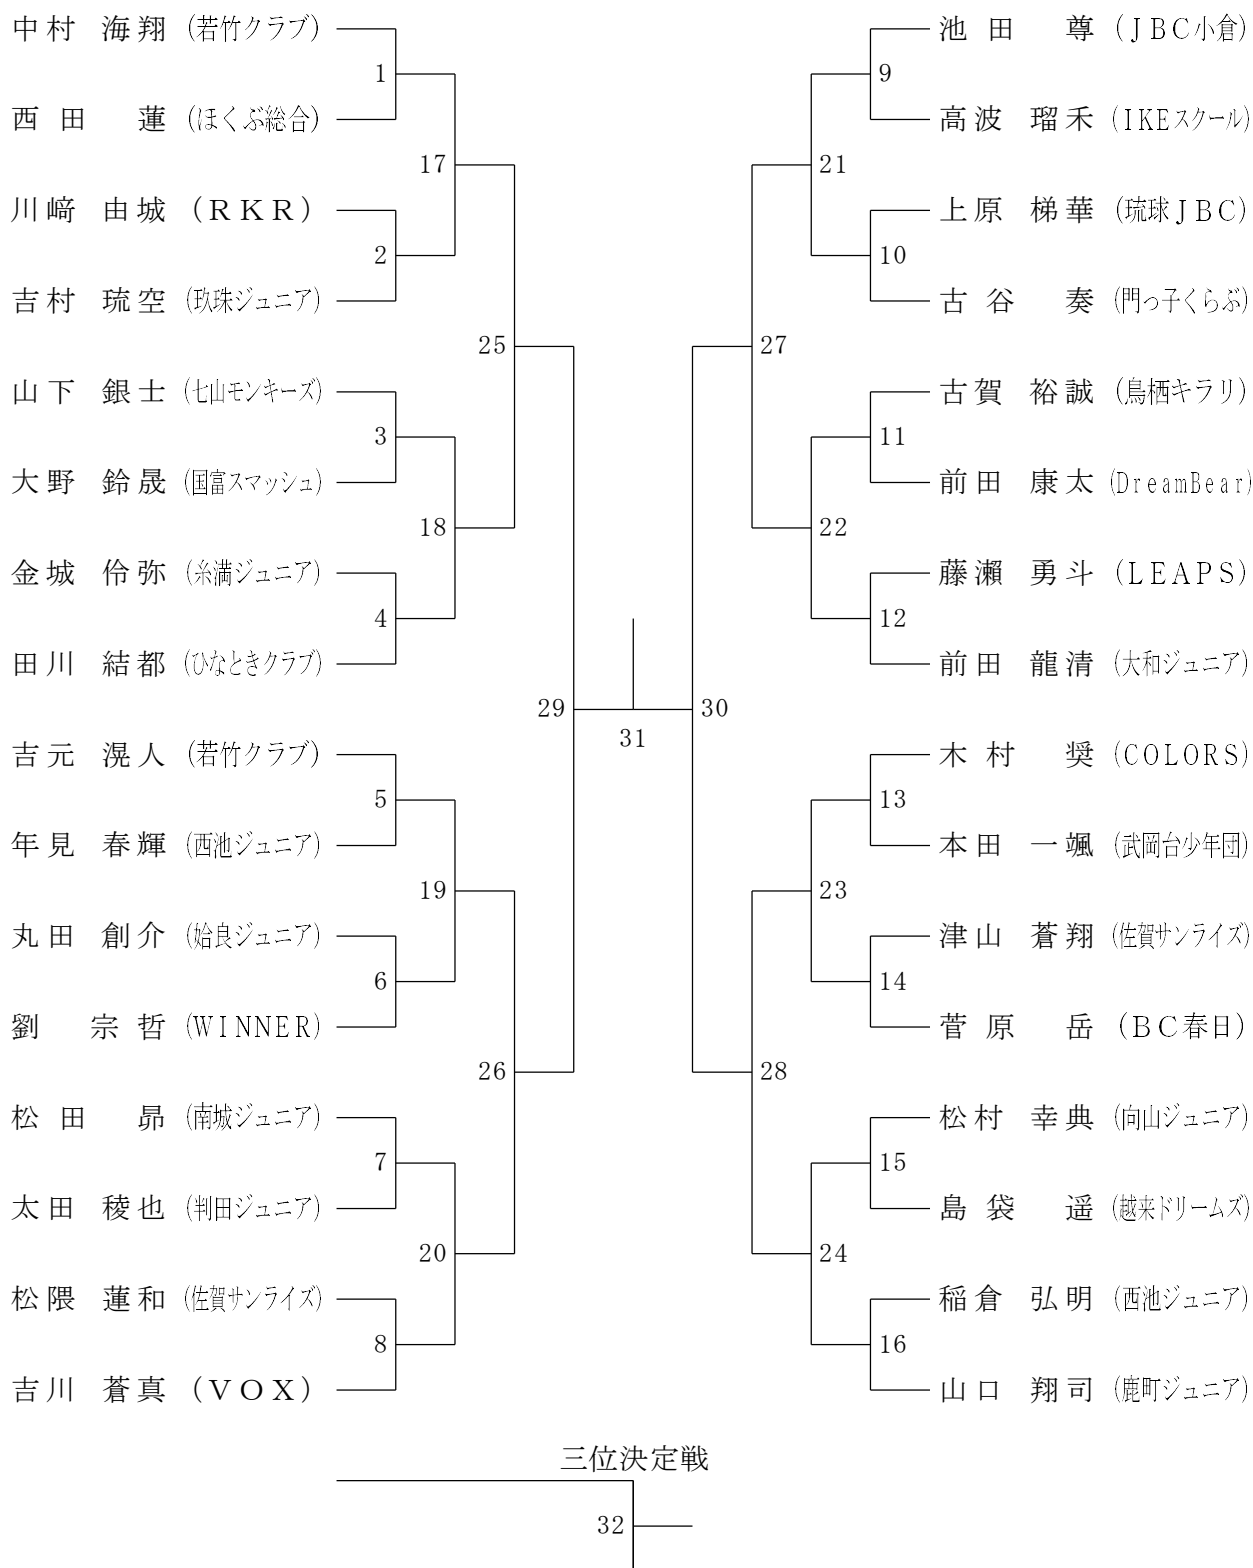 中村 海翔 (若竹クラブ)
1
西田 蓮 (ほくぶ総合)
17
川﨑 由城 (RKR)
2
吉村 琉空 (玖珠ジュニア)
25
山下 銀士 (七山モンキーズ)
3
大野 鈴晟 (国富スマッシュ)
18
金城 伶弥 (糸満ジュニア)
4
田川 結都 (ひなときクラブ)
29
吉元 滉人 (若竹クラブ)
5
年見 春輝 (西池ジュニア)
19
丸田 創介 (姶良ジュニア)
6
劉 宗哲 (WINNER)
26
松田 昴 (南城ジュニア)
7
太田 稜也 (判田ジュニア)
20
松隈 蓮和 (佐賀サンライズ)
8
吉川 蒼真 (VOX)
31
池田 尊 (JBC小倉)
9
高波 瑠禾 (IKEスクール)
21
上原 梯華 (琉球JBC)
10
古谷 奏 (門っ子くらぶ)
27
古賀 裕誠 (鳥栖キラリ)
11
前田 康太 (DreamBear)
22
藤瀬 勇斗 (LEAPS)
12
前田 龍清 (大和ジュニア)
30
木村 奨 (COLORS)
13
本田 一颯 (武岡台少年団)
23
津山 蒼翔 (佐賀サンライズ)
14
菅原 岳 (BC春日)
28
松村 幸典 (向山ジュニア)
15
島袋 遥 (越来ドリームズ)
24
稲倉 弘明 (西池ジュニア)
16
山口 翔司 (鹿町ジュニア)
三位決定戦
32